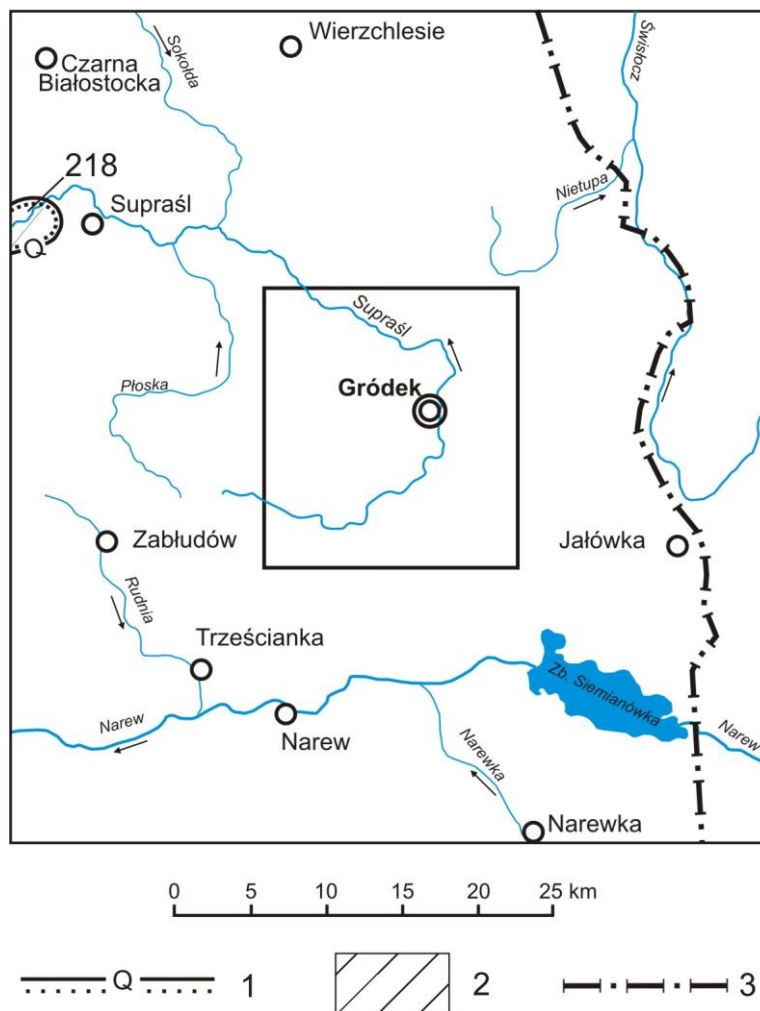 Wierzchlesie
Czarna
Białostocka
Sokołda
Świsłocz
218
Supraśl
Nietupa
Q
Supraśl
Gródek
Płoska
Zabłudów
Jałówka
Rudnia
Trześcianka
Zb. Siemianówka
Narew
Narew
Narewka
Narew
Narewka
0 5 10 15 20 25 km
Q 1 2 3